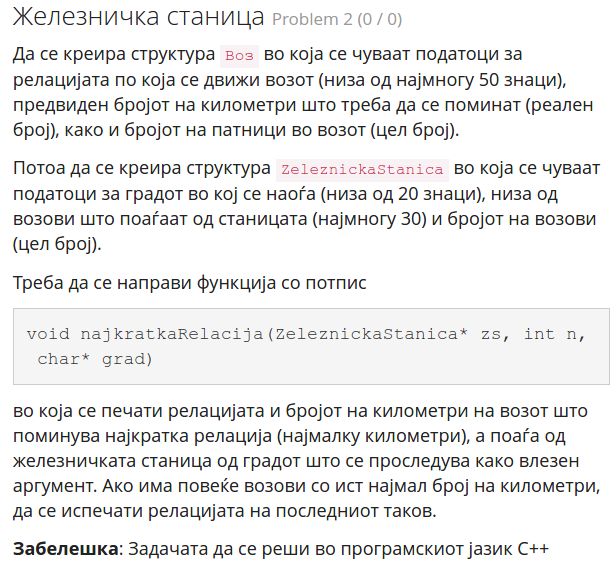 Железничка станица Problem 2 (0 / 0)
Да се креира структура Воз во која се чуваат податоци за
релацијата по која се движи возот (низа од најмногу 50 знаци),
предвиден бројот на километри што треба да се поминат (реален
број), како и бројот на патници во возот (цел број).
Потоа да се креира структура ZeleznickaStanica во која се чуваат
податоци за градот во кој се наоѓа (низа од 20 знаци), низа од
возови што поаѓаат од станицата (најмногу 30) и бројот на возови
(цел број).
Треба да се направи функција со потпис
void najkratkaRelacija(ZeleznickaStanica* zs, int n,
char* grad)
во која се печати релацијата и бројот на километри на возот што
поминува најкратка релација (најмалку километри), а поаѓа од
железничката станица од градот што се проследува како влезен
аргумент. Ако има повеќе возови со ист најмал број на километри,
да се испечати релацијата на последниот таков.
Забелешка: Задачата да се реши во програмскиот јазик C++